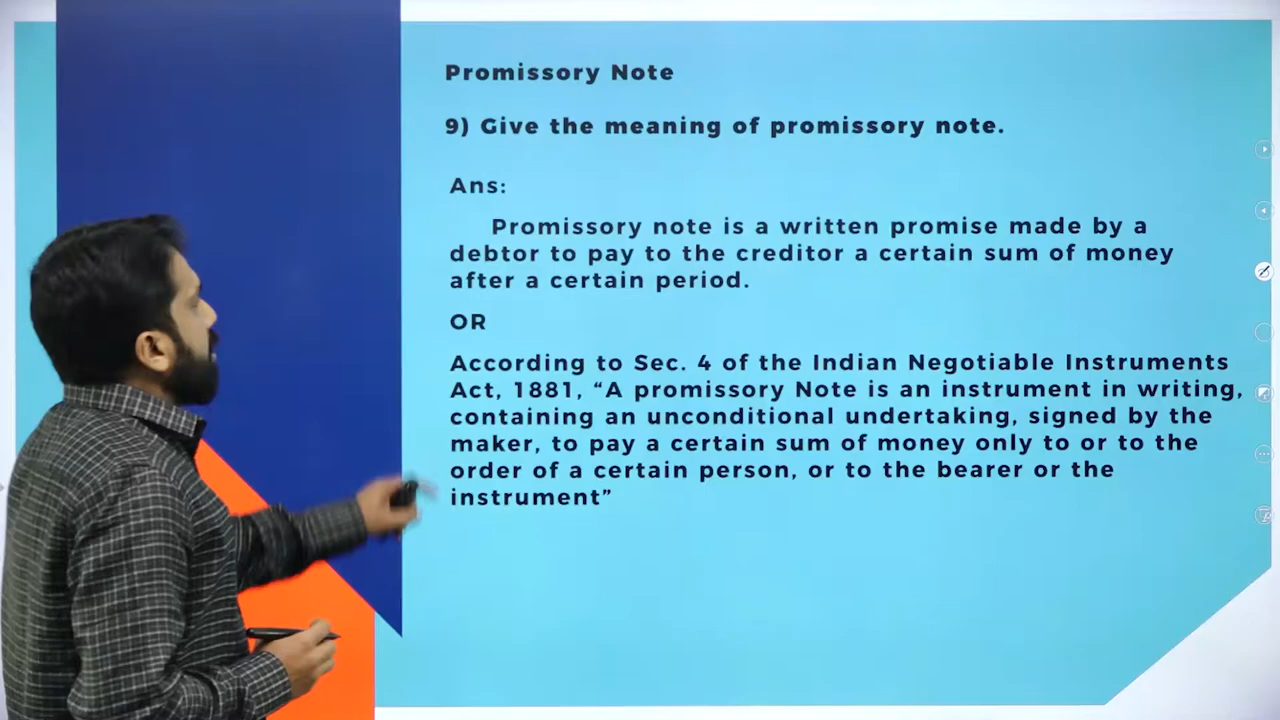 Promissory Note
9) Give the meaning of promissory note.
Ans:
Promissory note is a written promise made by a
debtor to pay to the creditor a certain sum of money
after a certain period.
OR
According to Sec. 4 of the Indian Negotiable Instruments
Act, 1881, “A promissory Note is an instrument in writing,
containing an unconditional undertaking, signed by the
maker, to pay a certain sum of money only to or to the
order of a certain person, or to the bearer or the
instrument”